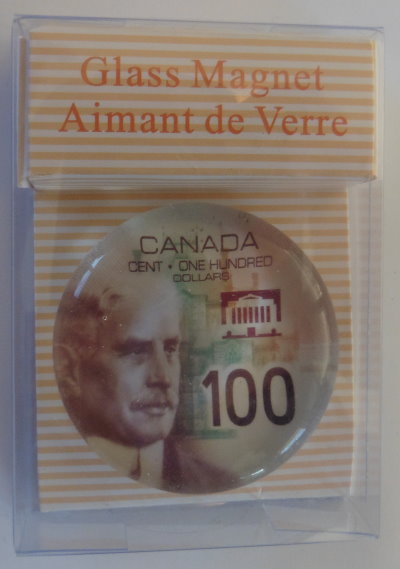 Glass Magnet
Aimant de Verre
CANADA
CENT • ONE HUNDRED
DOLLARS
100